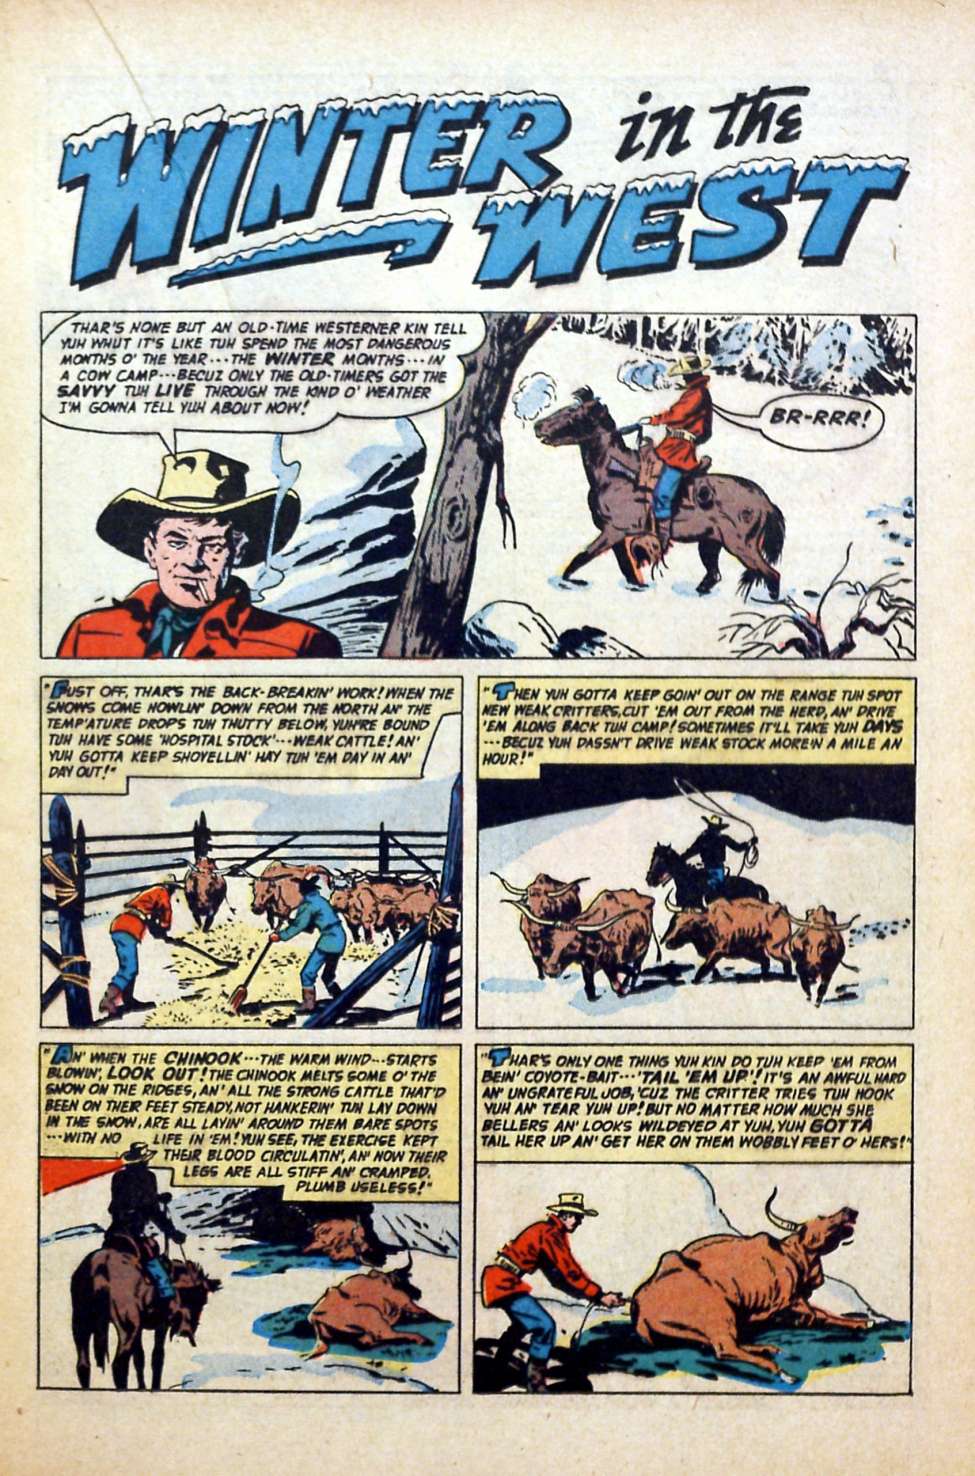 WINTER in the
WEST
THAR'S NONE BUT AN OLD-TIME WESTERNER KIN TELL
YUH WHUT IT'S LIKE TUH SPEND THE MOST DANGEROUS
MONTHS O' THE YEAR---THE WINTER MONTHS---IN
A COW CAMP---BECUZ ONLY THE OLD-TIMERS GOT THE
SAVVY TUH LIVE THROUGH THE KIND O' WEATHER
I'M GONNA TELL YUH ABOUT NOW!
BR-RRR!
"FUST OFF, THAR'S THE BACK-BREAKIN' WORK! WHEN THE
SNOWS COME HOWLIN' DOWN FROM THE NORTH AN' THE
TEMP'ATURE DROPS TUH THUTTY BELOW, YUH'RE BOUND
TUH HAVE SOME 'HOSPITAL STOCK'---WEAK CATTLE! AN'
YUH GOTTA KEEP SHOVELLIN' HAY TUH 'EM DAY IN AN'
DAY OUT!"
"THEN YUH GOTTA KEEP GOIN' OUT ON THE RANGE TUH SPOT
NEW WEAK CRITTERS, CUT 'EM OUT FROM THE HERD, AN' DRIVE
'EM ALONG BACK TUH CAMP! SOMETIMES IT'LL TAKE YUH DAYS
---BECUZ YUH DASSN'T DRIVE WEAK STOCK MORE'N A MILE AN
HOUR!"
"AN' WHEN THE CHINOOK---THE WARM WIND---STARTS
BLOWIN', LOOK OUT! THE CHINOOK MELTS SOME O' THE
SNOW ON THE RIDGES, AN' ALL THE STRONG CATTLE THAT'D
BEEN ON THEIR FEET STEADY, NOT HANKERIN' TUH LAY DOWN
IN THE SNOW, ARE ALL LAYIN' AROUND THEM BARE SPOTS
---WITH NO LIFE IN 'EM! YUH SEE, THE EXERCISE KEPT
THEIR BLOOD CIRCULATIN', AN' NOW THEIR
LEGS ARE ALL STIFF AN' CRAMPED,
PLUMB USELESS!"
"THAR'S ONLY ONE THING YUH KIN DO TUH KEEP 'EM FROM
BEIN' COYOTE-BAIT---'TAIL 'EM UP'! IT'S AN AWFUL HARD
AN' UNGRATEFUL JOB, 'CUZ THE CRITTER TRIES TUH HOOK
YUH AN' TEAR YUH UP! BUT NO MATTER HOW MUCH SHE
BELLERS AN' LOOKS WILDEYED AT YUH, YUH GOTTA
TAIL HER UP AN' GET HER ON THEM WOBBLY FEET O' HERS!"